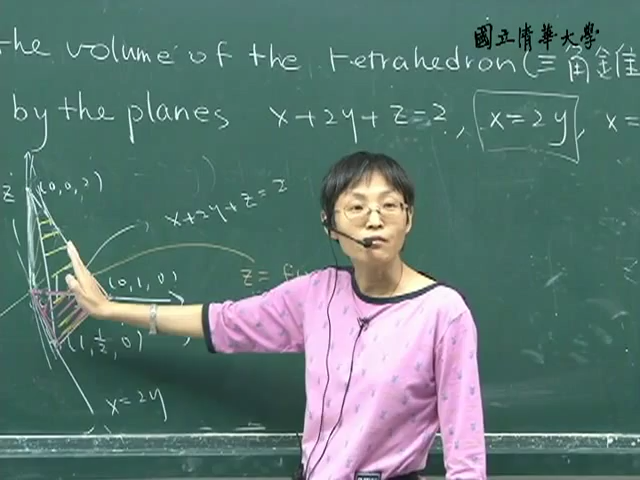 國立清華大學
the volume of the tetrahedron (三角錐
by the planes x+2y+z=2, x=2y, x=
z (0,0,2)
x+2y+z=2
(0,1,0)
z=
(1,½,0)
x=2y